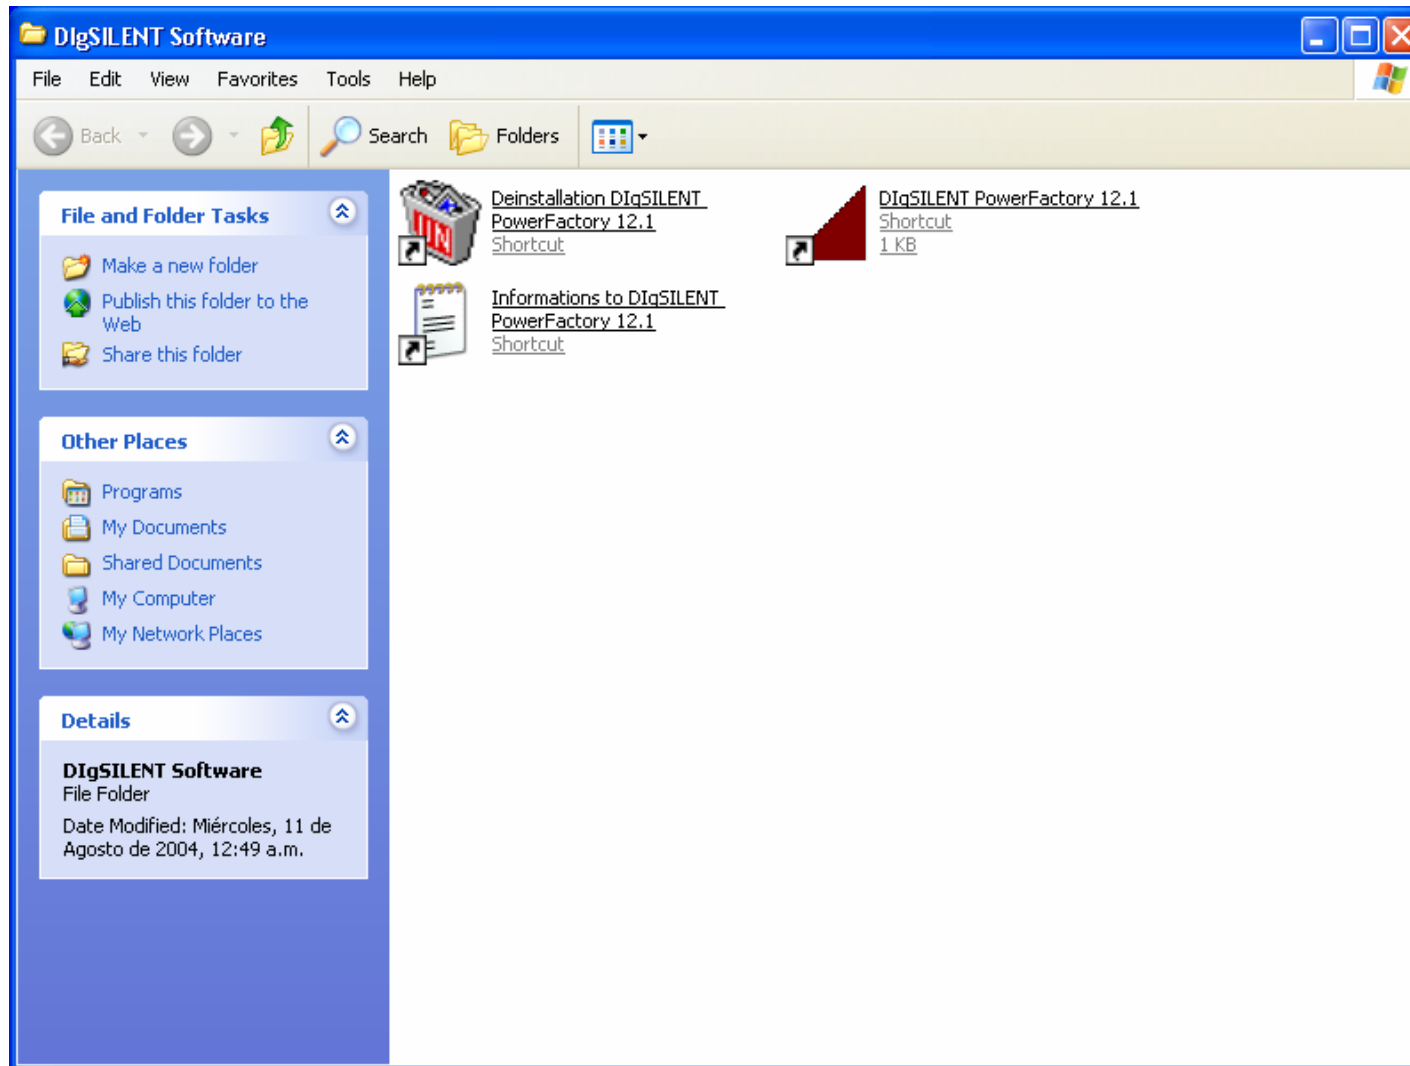 DIgSILENT Software
File Edit View Favorites Tools Help
Back Search Folders
File and Folder Tasks
Make a new folder
Publish this folder to the
Web
Share this folder
Other Places
Programs
My Documents
Shared Documents
My Computer
My Network Places
Details
DIgSILENT Software
File Folder
Date Modified: Miércoles, 11 de
Agosto de 2004, 12:49 a.m.
UN
Deinstallation DIgSILENT
PowerFactory 12.1
Shortcut
DIgSILENT PowerFactory 12.1
Shortcut
1 KB
Informations to DIgSILENT
PowerFactory 12.1
Shortcut